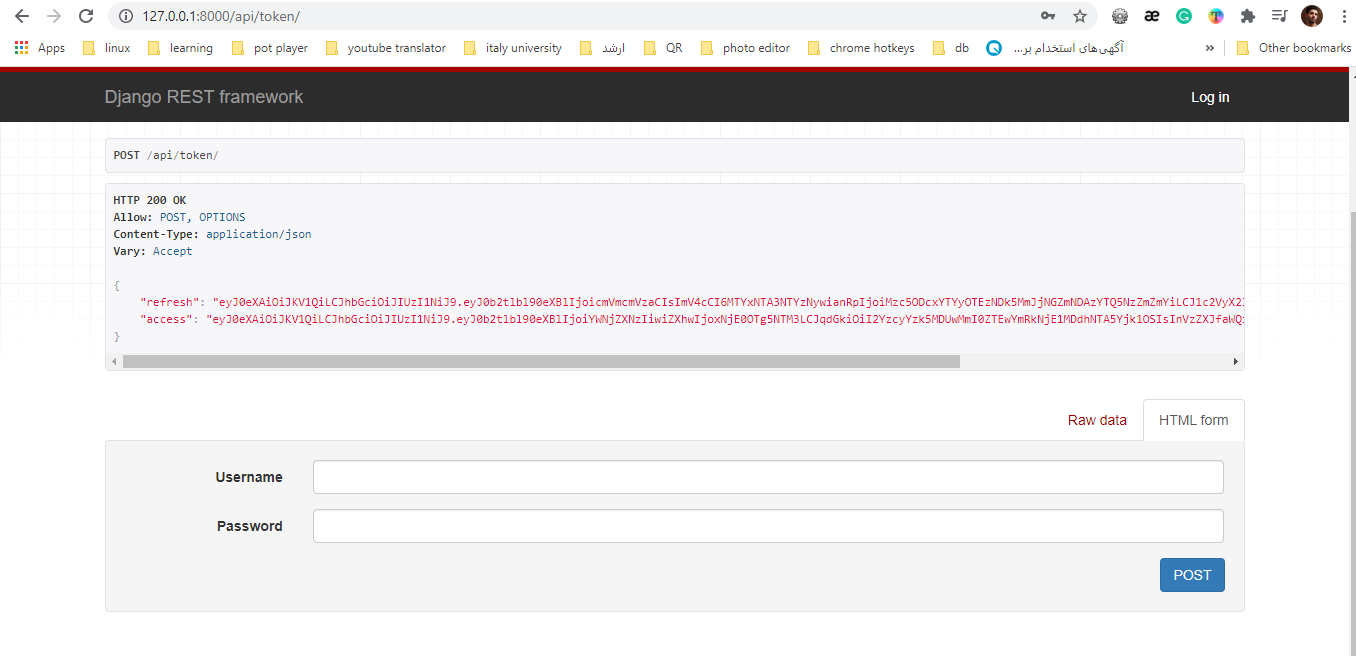 127.0.0.1:8000/api/token/
Apps linux learning pot player youtube translator italy university ارشد QR photo editor chrome hotkeys db آگهی‌های استخدام بر... » Other bookmarks
Django REST framework Log in
POST /api/token/
HTTP 200 OK
Allow: POST, OPTIONS
Content-Type: application/json
Vary: Accept
{
"refresh": "eyJ0eXAiOiJKV1QiLCJhbGciOiJIUzI1NiJ9.eyJ0b2tlbl90eXBlIjoicmVmcmVzaCIsImV4cCI6MTYxNTA3NTYzNywianRpIjoiMzc5ODcxYTYyOTEzNDk5MmJjNGZmNDAzYTQ5NzZmZmYiLCJ1c2VyX2I
"access": "eyJ0eXAiOiJKV1QiLCJhbGciOiJIUzI1NiJ9.eyJ0b2tlbl90eXBlIjoiYWNjZXNzIiwiZXhwIjoxNjE0OTg5NTM3LCJqdGkiOiI2YzcyYzk5MDUwMmI0ZTEwYmRkNjE1MDdhNTA5Yjk1OSIsInVzZXJfaWQi
}
Raw data HTML form
Username
Password
POST